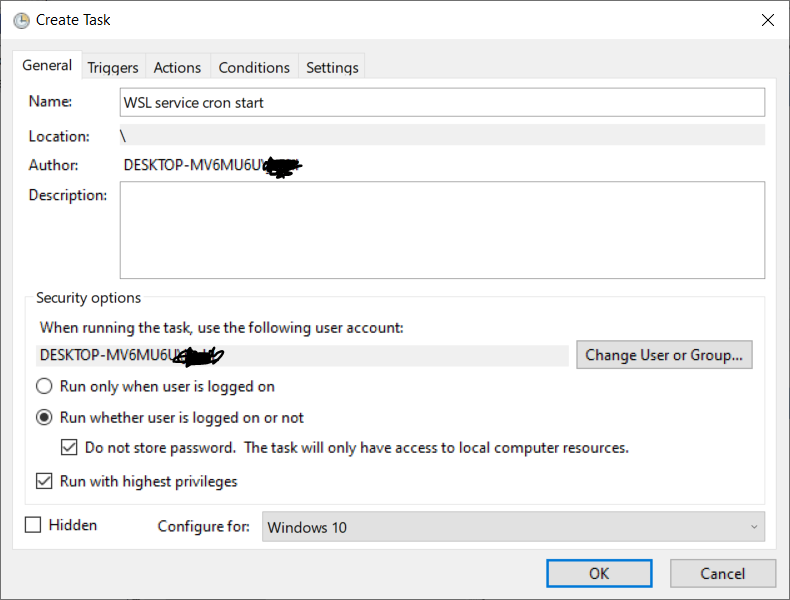 Create Task
General Triggers Actions Conditions Settings
Name: WSL service cron start
Location: \
Author: DESKTOP-MV6MU6U
Description:
Security options
When running the task, use the following user account:
DESKTOP-MV6MU6U Change User or Group...
Run only when user is logged on
Run whether user is logged on or not
Do not store password. The task will only have access to local computer resources.
Run with highest privileges
Hidden Configure for: Windows 10
OK Cancel